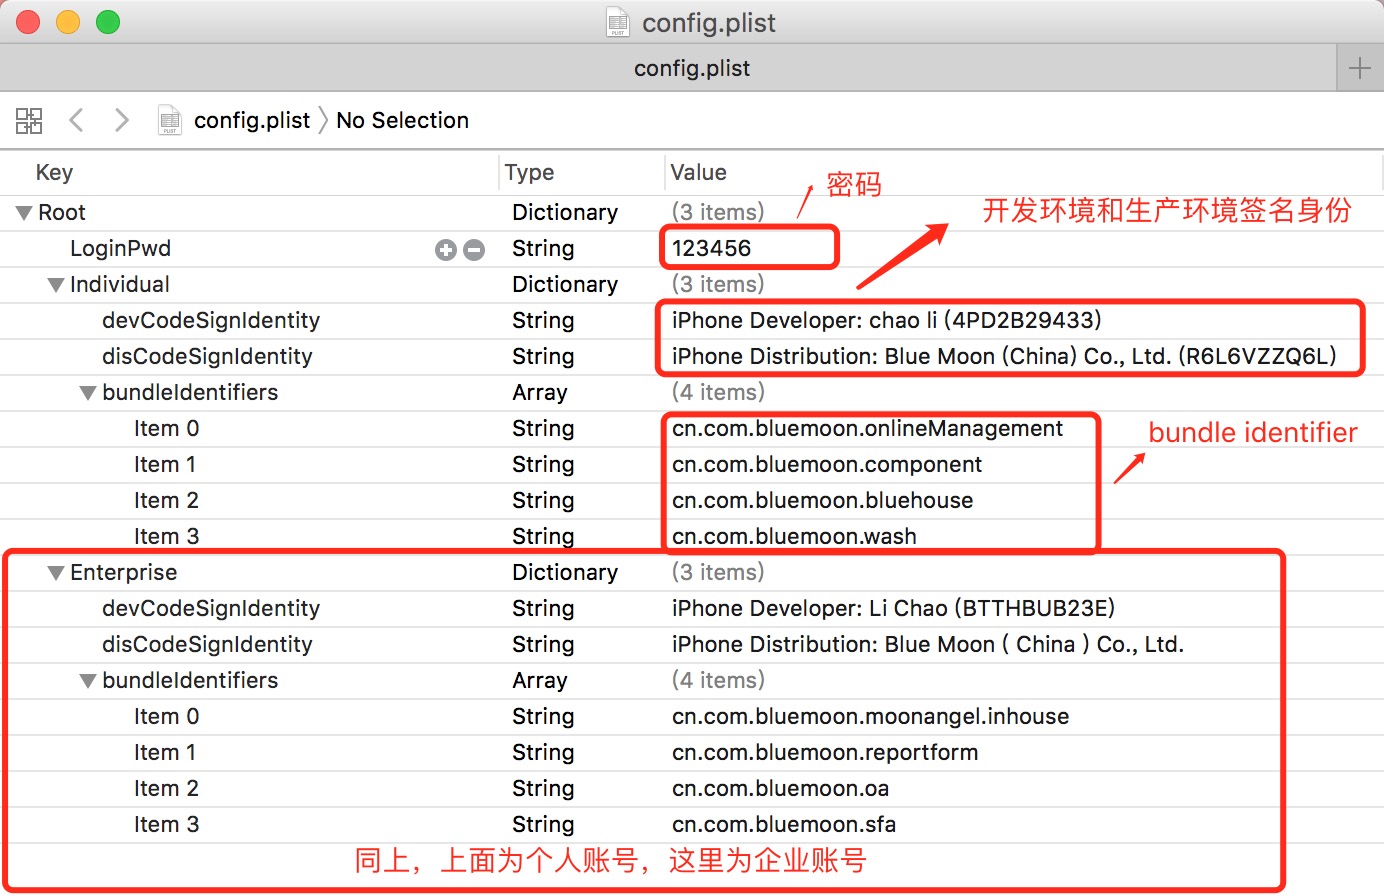 config.plist
config.plist
config.plist No Selection
Key Type Value
密码
开发环境和生产环境签名身份
Root Dictionary (3 items)
LoginPwd String 123456
Individual Dictionary (3 items)
devCodeSignIdentity String iPhone Developer: chao li (4PD2B29433)
disCodeSignIdentity String iPhone Distribution: Blue Moon (China) Co., Ltd. (R6L6VZZQ6L)
bundleIdentifiers Array (4 items)
Item 0 String cn.com.bluemoon.onlineManagement
bundle identifier
Item 1 String cn.com.bluemoon.component
Item 2 String cn.com.bluemoon.bluehouse
Item 3 String cn.com.bluemoon.wash
Enterprise Dictionary (3 items)
devCodeSignIdentity String iPhone Developer: Li Chao (BTTHBUB23E)
disCodeSignIdentity String iPhone Distribution: Blue Moon ( China ) Co., Ltd.
bundleIdentifiers Array (4 items)
Item 0 String cn.com.bluemoon.moonangel.inhouse
Item 1 String cn.com.bluemoon.reportform
Item 2 String cn.com.bluemoon.oa
Item 3 String cn.com.bluemoon.sfa
同上，上面为个人账号，这里为企业账号